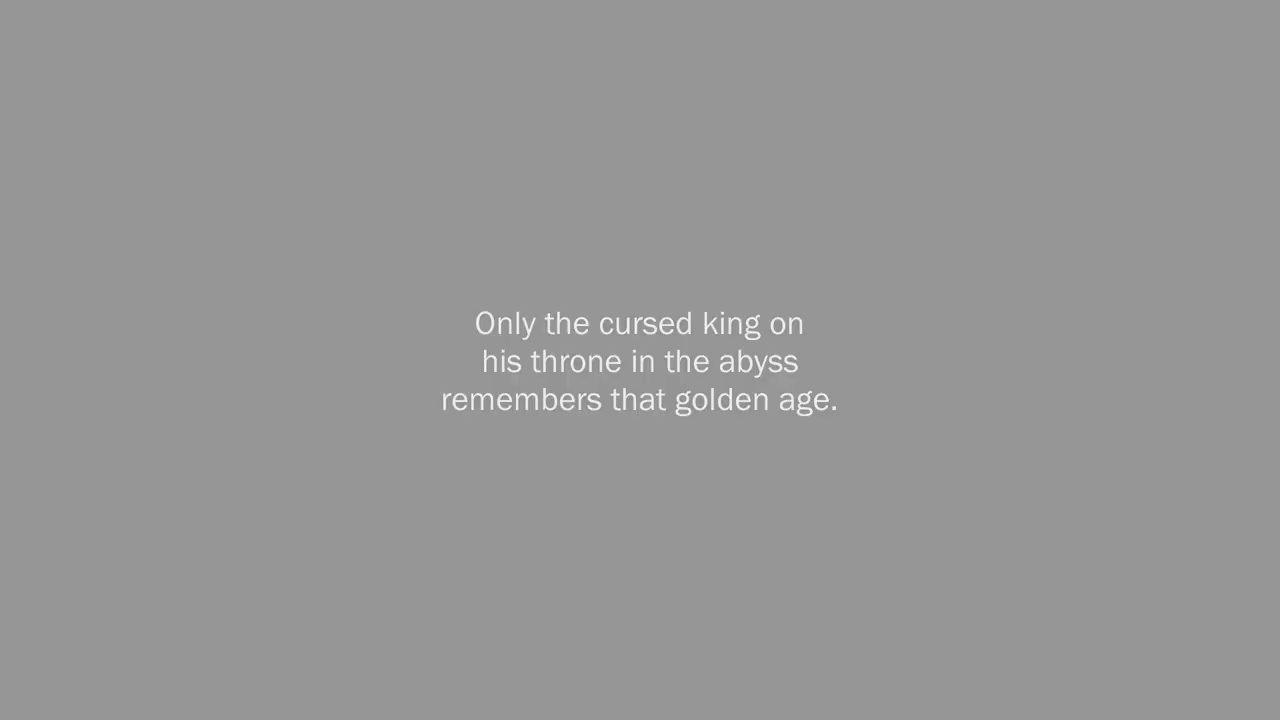 Only the cursed king on
his throne in the abyss
remembers that golden age.